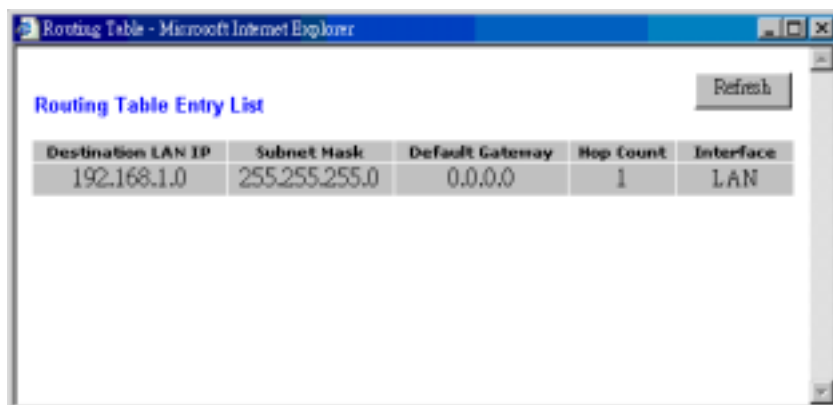 Routing Table - Microsoft Internet Explorer
Refresh
Routing Table Entry List
Destination LAN IP Subnet Mask Default Gateway Hop Count Interface
192.168.1.0 255.255.255.0 0.0.0.0 1 LAN